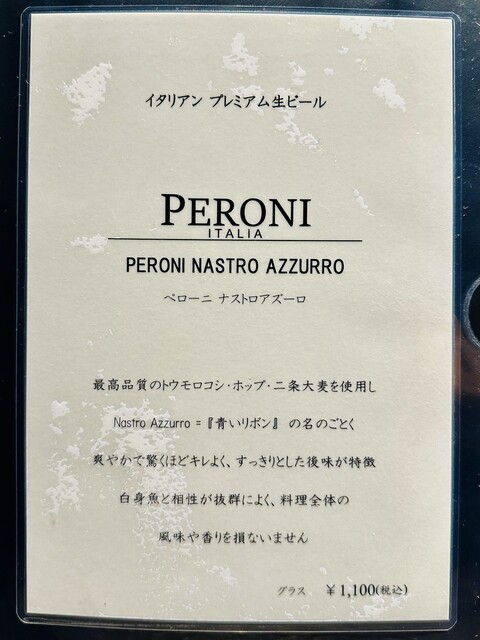 イタリアン プレミアム生ビール
PERONI
ITALIA
PERONI NASTRO AZZURRO
ペローニ ナストロアズーロ
最高品質のトウモロコシ・ホップ・二条大麦を使用し
Nastro Azzurro = 『青いリボン』 の名のごとく
爽やかで驚くほどキレよく、すっきりとした後味が特徴
白身魚と相性が抜群によく、料理全体の
風味や香りを損ないません
グラス ¥1,100(税込)